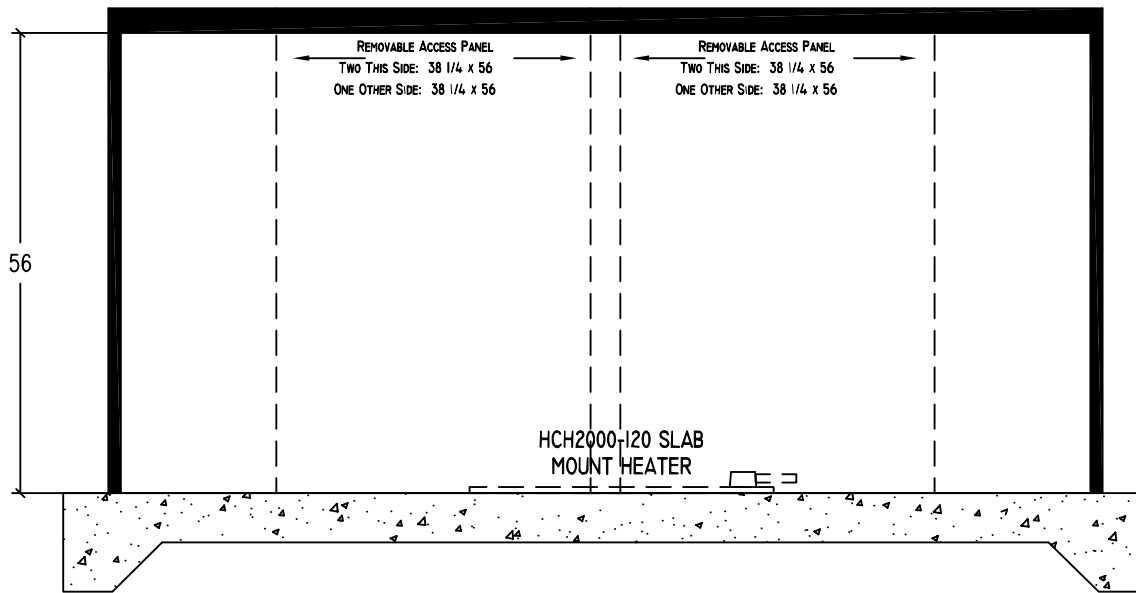 REMOVABLE ACCESS PANEL
TWO THIS SIDE: 38 1/4 X 56
ONE OTHER SIDE: 38 1/4 X 56
REMOVABLE ACCESS PANEL
TWO THIS SIDE: 38 1/4 X 56
ONE OTHER SIDE: 38 1/4 X 56
56
HCH2000-120 SLAB
MOUNT HEATER